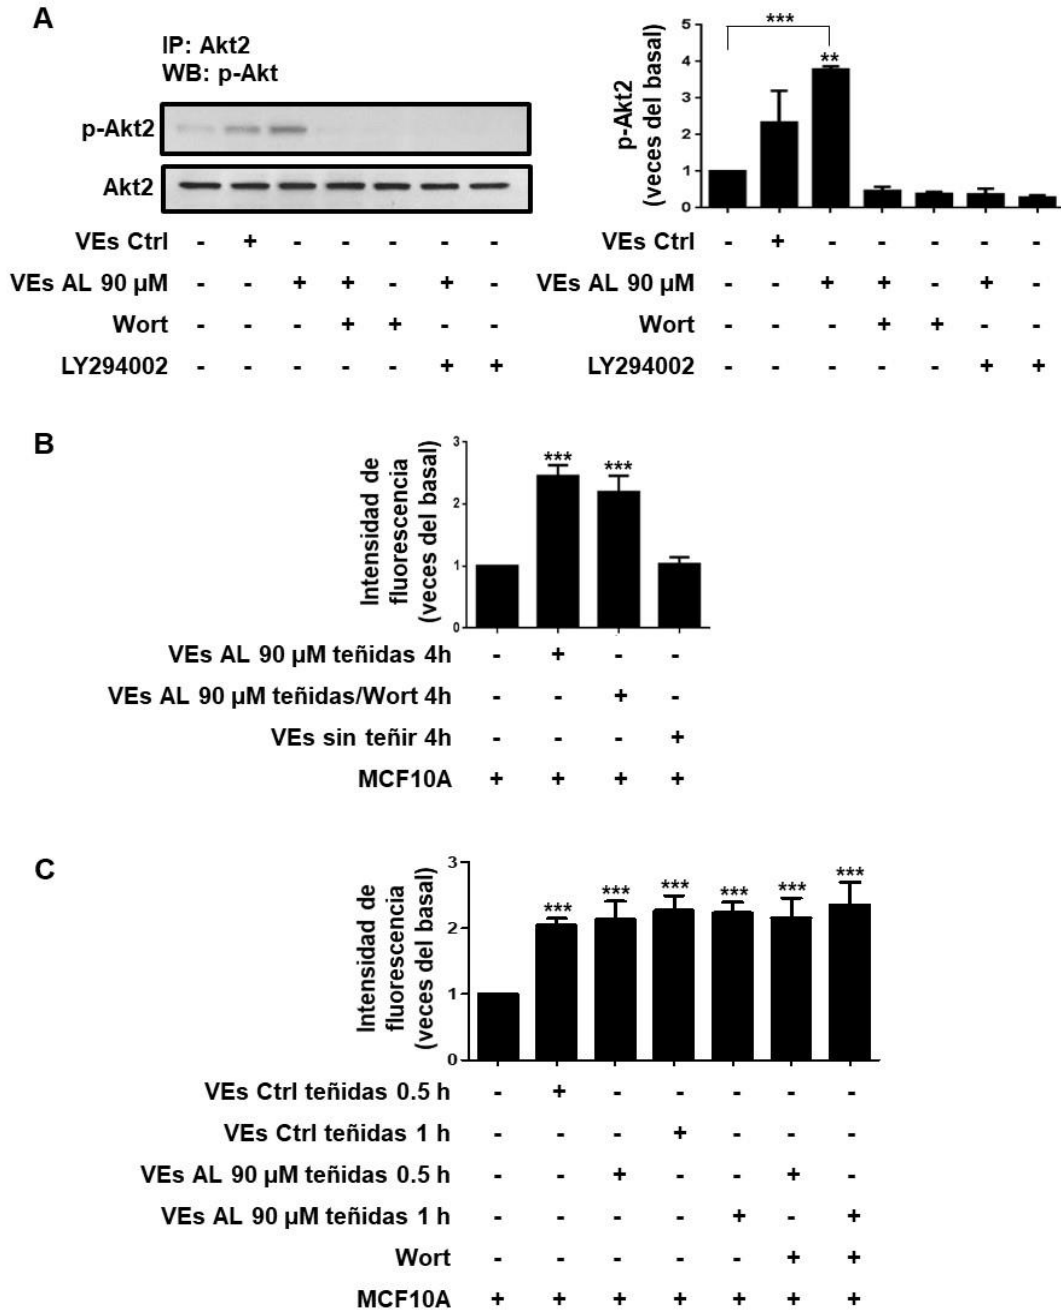 A
IP: Akt2
WB: p-Akt
p-Akt2
Akt2
VEs Ctrl - + - - - - -
VEs AL 90 µM - - + + - + -
Wort - - - + + - -
LY294002 - - - - - + +
p-Akt2
(veces del basal)
5
4
3
2
1
0
***
**
VEs Ctrl - + - - - - -
VEs AL 90 µM - - + + - + -
Wort - - - + + - -
LY294002 - - - - - + +
B
Intensidad de
fluorescencia
(veces del basal)
3
2
1
0
*** ***
VEs AL 90 µM teñidas 4h - + - -
VEs AL 90 µM teñidas/Wort 4h - - + -
VEs sin teñir 4h - - - +
MCF10A + + + +
C
Intensidad de
fluorescencia
(veces del basal)
3
2
1
0
*** *** *** *** *** ***
VEs Ctrl teñidas 0.5 h - + - - - - -
VEs Ctrl teñidas 1 h - - - + - - -
VEs AL 90 µM teñidas 0.5 h - - + - - + -
VEs AL 90 µM teñidas 1 h - - - - + - +
Wort - - - - - + +
MCF10A + + + + + + +